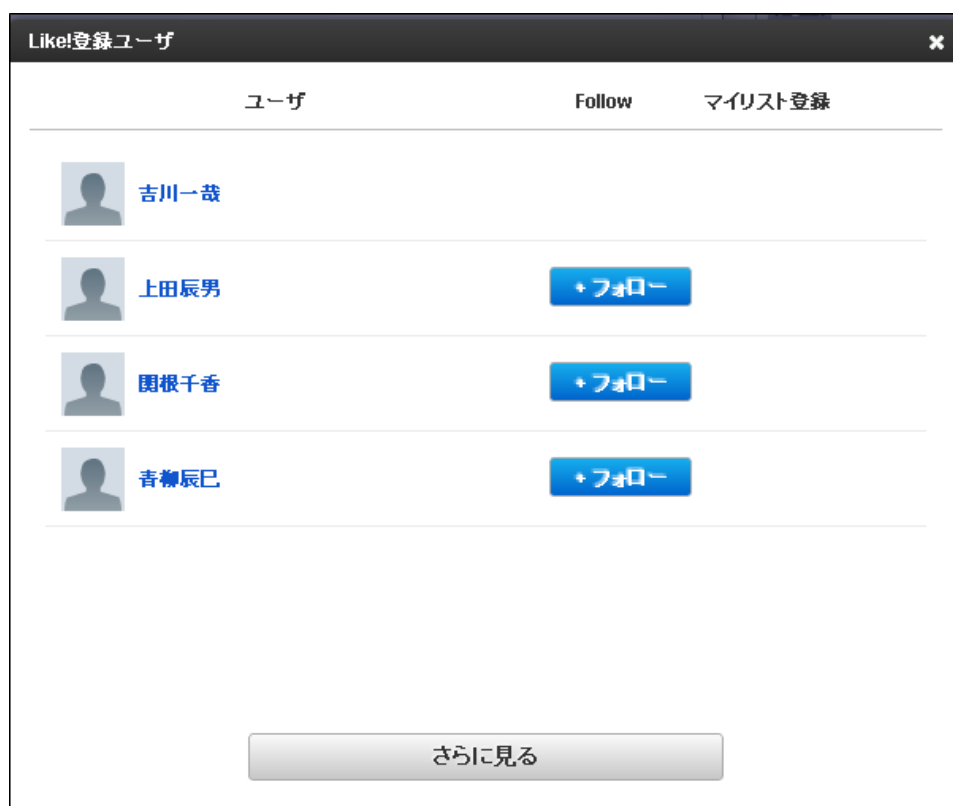 Like!登録ユーザ
ユーザ Follow マイリスト登録
吉川一哉
上田辰男 +フォロー
関根千香 +フォロー
青柳辰巳 +フォロー
さらに見る